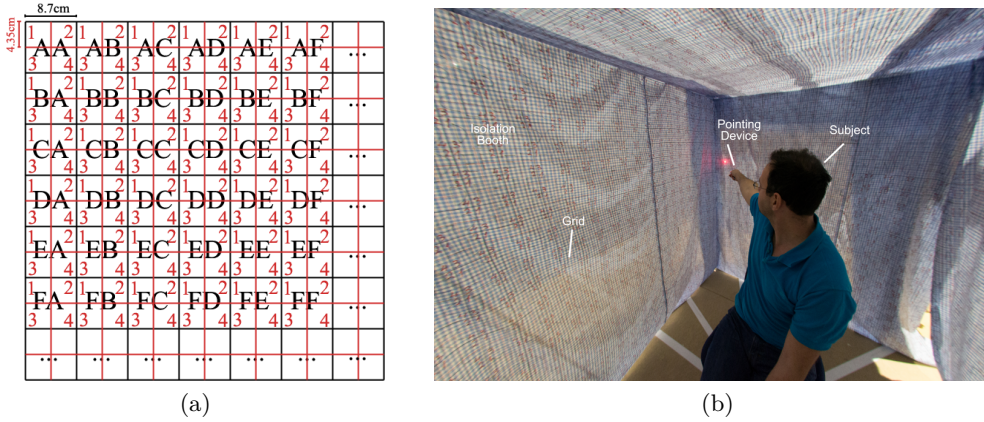 8.7cm
4.35cm
1 2 1 2 1 2 1 2 1 2 1 2
AA AB AC AD AE AF ...
3 4 3 4 3 4 3 4 3 4 3 4
1 2 1 2 1 2 1 2 1 2 1 2
BA BB BC BD BE BF ...
3 4 3 4 3 4 3 4 3 4 3 4
1 2 1 2 1 2 1 2 1 2 1 2
CA CB CC CD CE CF ...
3 4 3 4 3 4 3 4 3 4 3 4
1 2 1 2 1 2 1 2 1 2 1 2
DA DB DC DD DE DF ...
3 4 3 4 3 4 3 4 3 4 3 4
1 2 1 2 1 2 1 2 1 2 1 2
EA EB EC ED EE EF ...
3 4 3 4 3 4 3 4 3 4 3 4
1 2 1 2 1 2 1 2 1 2 1 2
FA FB FC FD FE FF ...
3 4 3 4 3 4 3 4 3 4 3 4
... ... ... ... ... ... ...
(a)
Isolation
Booth
Pointing
Device
Subject
Grid
(b)